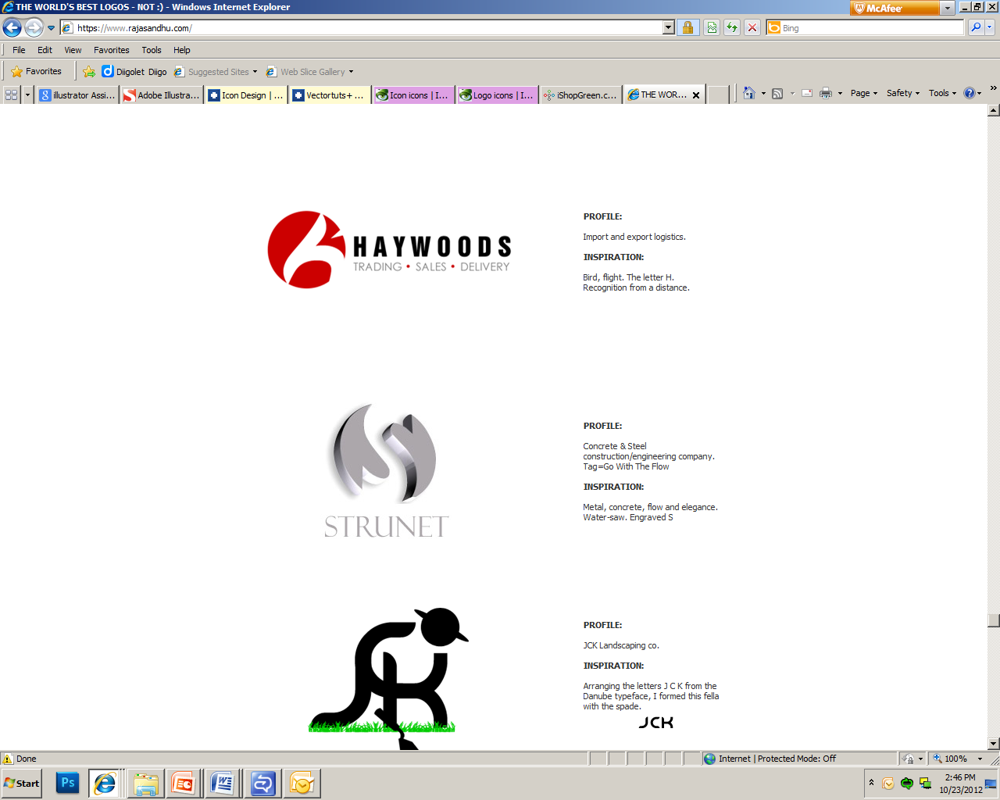 THE WORLD'S BEST LOGOS - NOT :) - Windows Internet Explorer
McAfee
https://www.rajasandhu.com/
Bing
File Edit View Favorites Tools Help
Favorites Diigolet Diigo Suggested Sites Web Slice Gallery
illustrator Assi... Adobe Illustra... Icon Design | ... Vectortuts+ ... Icon icons | I... Logo icons | I... iShopGreen.c... THE WOR... Page Safety Tools
HAYWOODS
TRADING • SALES • DELIVERY
PROFILE:
Import and export logistics.
INSPIRATION:
Bird, flight. The letter H.
Recognition from a distance.
STRUNET
PROFILE:
Concrete & Steel
construction/engineering company.
Tag=Go With The Flow
INSPIRATION:
Metal, concrete, flow and elegance.
Water-saw. Engraved S
PROFILE:
JCK Landscaping co.
INSPIRATION:
Arranging the letters J C K from the
Danube typeface, I formed this fella
with the spade.
JCK
Done Internet | Protected Mode: Off 100%
Start Ps 2:46 PM
10/23/2012